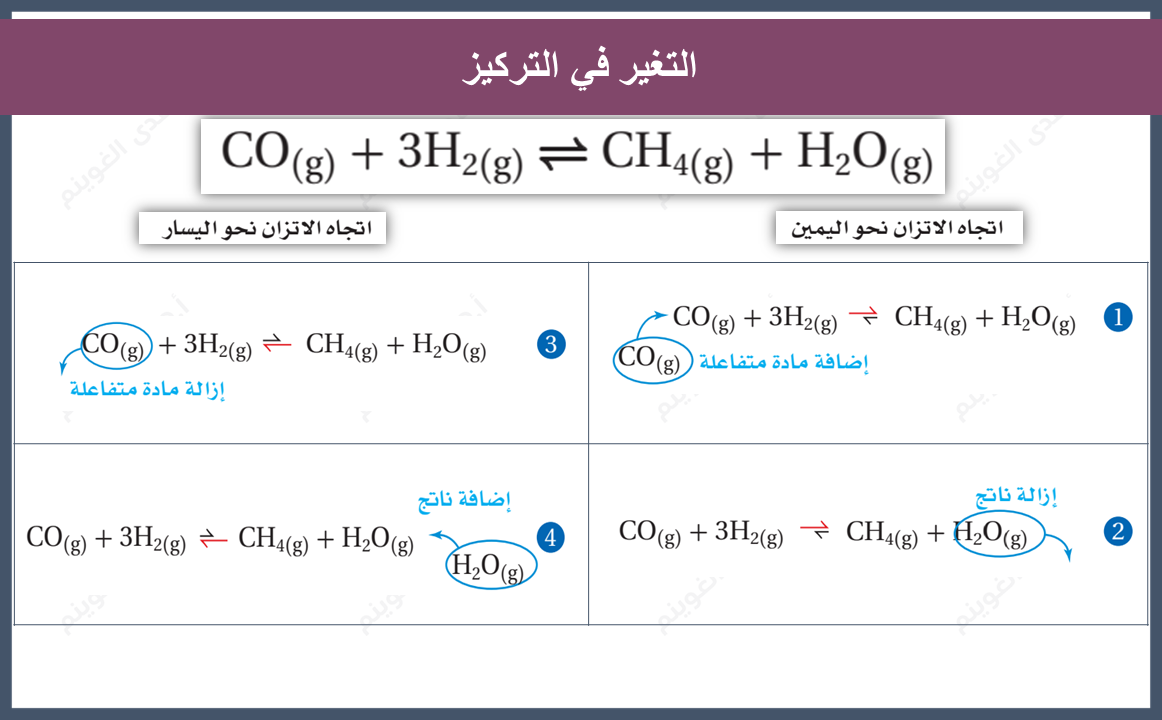 التغير في التركيز
CO(g) + 3H₂(g) ⇌ CH₄(g) + H₂O(g)
اتجاه الاتزان نحو اليمين
اتجاه الاتزان نحو اليسار
1
CO(g) + 3H₂(g) ⇌ CH₄(g) + H₂O(g)
CO(g) إضافة مادة متفاعلة
3
CO(g) + 3H₂(g) ⇌ CH₄(g) + H₂O(g)
إزالة مادة متفاعلة
2
إزالة ناتج
CO(g) + 3H₂(g) ⇌ CH₄(g) + H₂O(g)
4
إضافة ناتج
CO(g) + 3H₂(g) ⇌ CH₄(g) + H₂O(g)
H₂O(g)